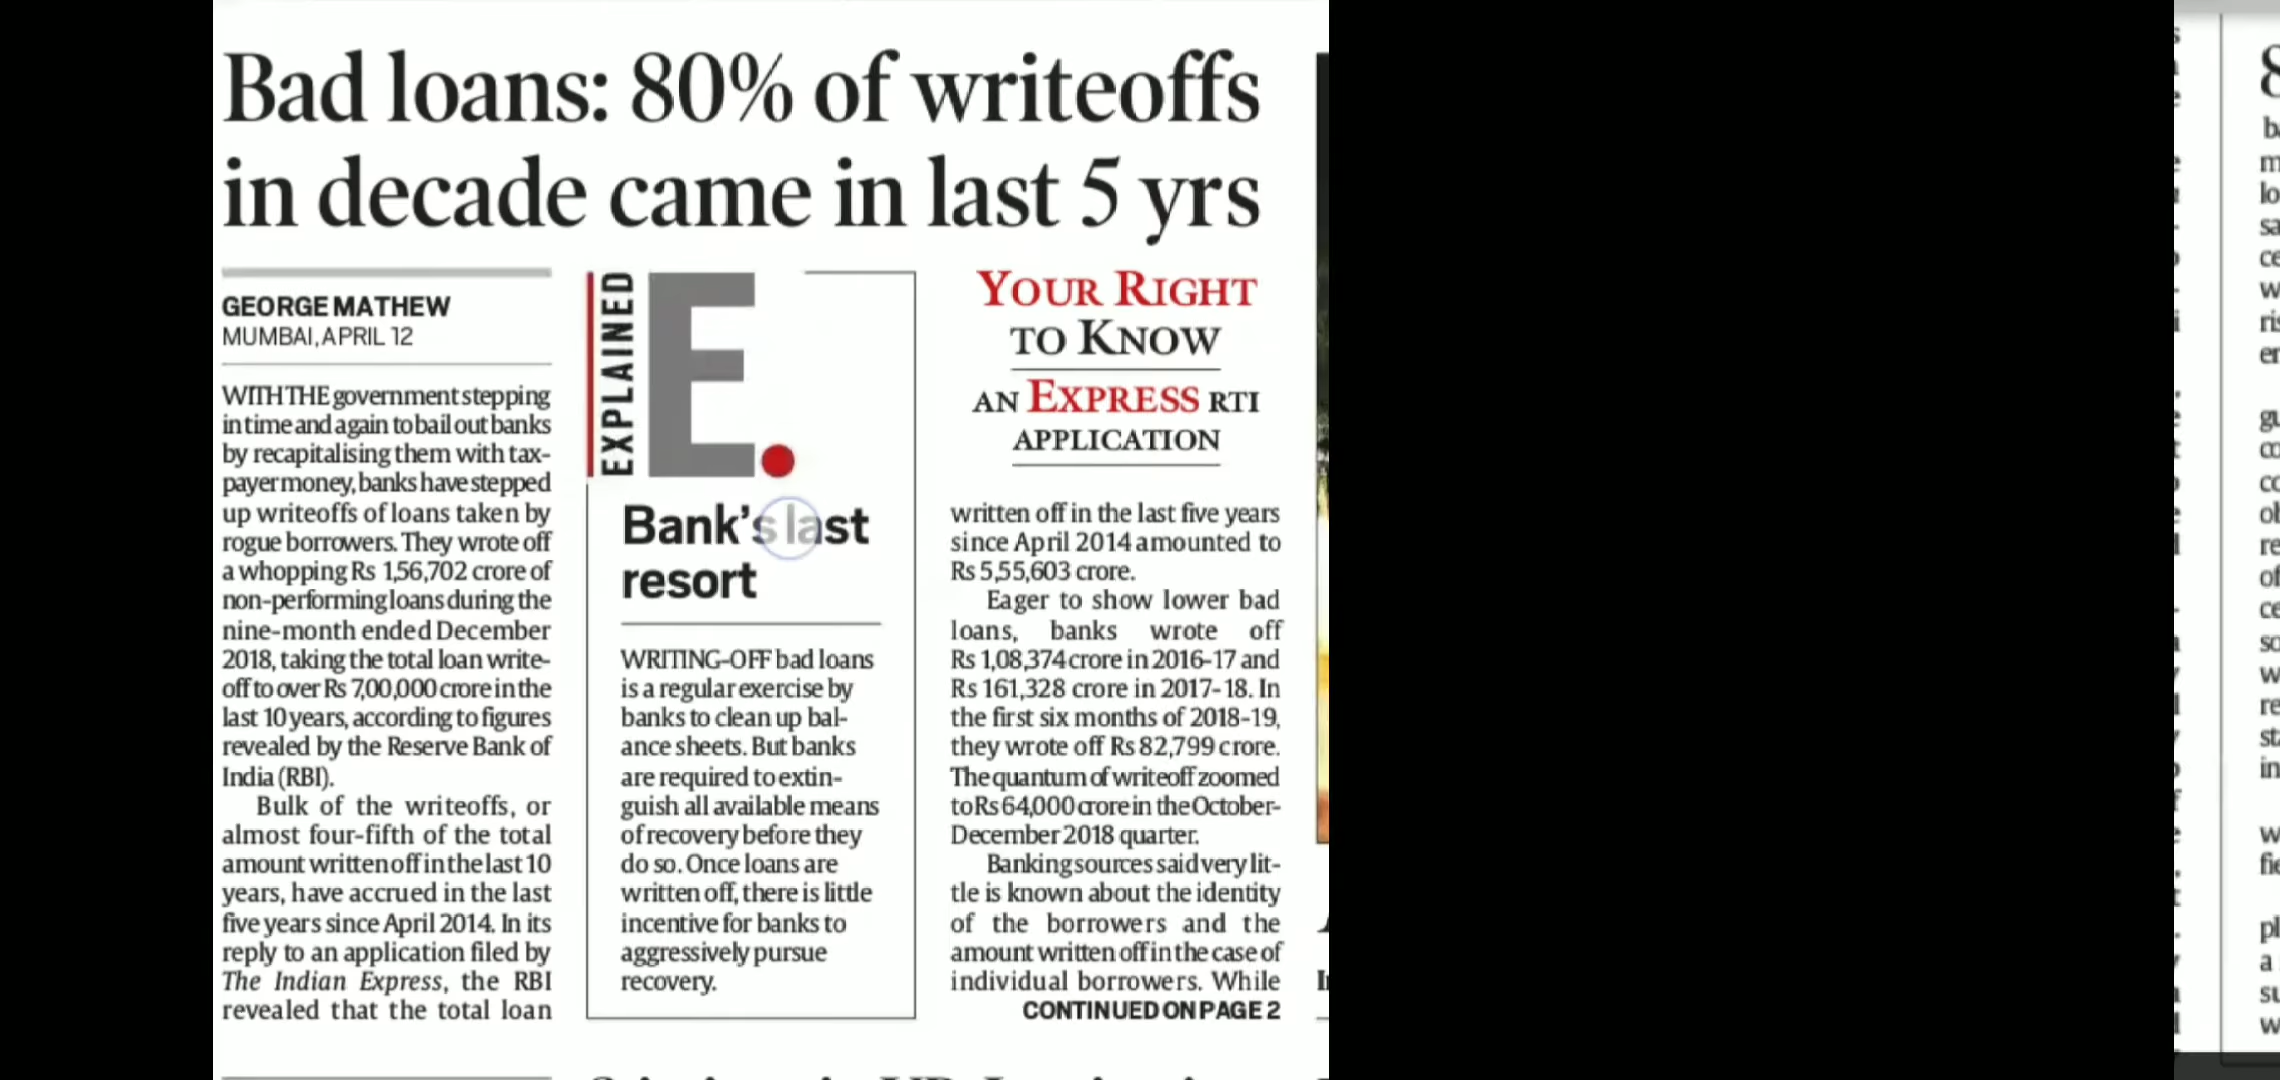 Bad loans: 80% of writeoffs
in decade came in last 5 yrs
GEORGE MATHEW
MUMBAI, APRIL 12
WITH THE government stepping
in time and again to bail out banks
by recapitalising them with tax-
payer money, banks have stepped
up writeoffs of loans taken by
rogue borrowers. They wrote off
a whopping Rs 1,56,702 crore of
non-performing loans during the
nine-month ended December
2018, taking the total loan write-
off to over Rs 7,00,000 crore in the
last 10 years, according to figures
revealed by the Reserve Bank of
India (RBI).
Bulk of the writeoffs, or
almost four-fifth of the total
amount written off in the last 10
years, have accrued in the last
five years since April 2014. In its
reply to an application filed by
The Indian Express, the RBI
revealed that the total loan
EXPLAINED
E.
Bank's last
resort
WRITING-OFF bad loans
is a regular exercise by
banks to clean up bal-
ance sheets. But banks
are required to extin-
guish all available means
of recovery before they
do so. Once loans are
written off, there is little
incentive for banks to
aggressively pursue
recovery.
YOUR RIGHT
TO KNOW
AN EXPRESS RTI
APPLICATION
written off in the last five years
since April 2014 amounted to
Rs 5,55,603 crore.
Eager to show lower bad
loans, banks wrote off
Rs 1,08,374 crore in 2016-17 and
Rs 161,328 crore in 2017-18. In
the first six months of 2018-19,
they wrote off Rs 82,799 crore.
The quantum of writeoff zoomed
to Rs 64,000 crore in the October-
December 2018 quarter.
Banking sources said very lit-
tle is known about the identity
of the borrowers and the
amount written off in the case of
individual borrowers. While
CONTINUED ON PAGE 2